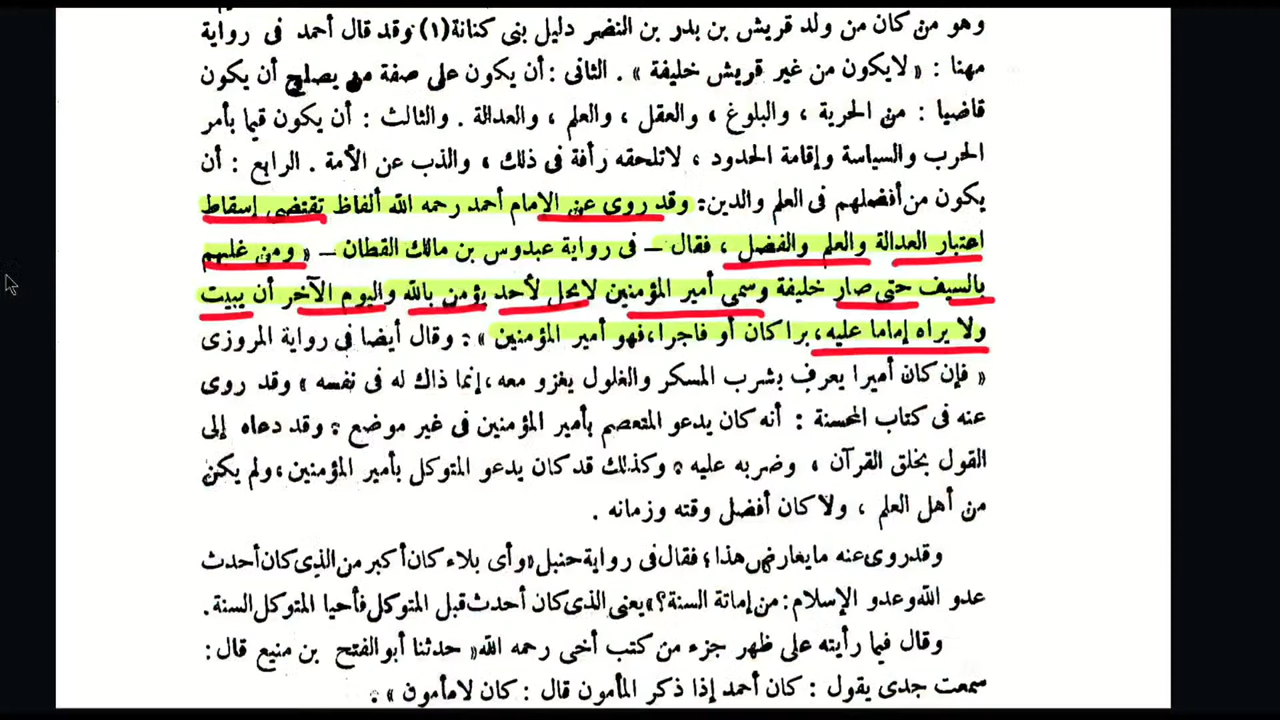 وهو من كان من ولد قريش بن بدر بن النضر دليل بنى كنانة(١) وقد قال أحمد فى رواية
مهنا : « لايكون من غير قريش خليفة » . الثانى : أن يكون على صفة من يصلح أن يكون
قاضيا : من الحرية ، والبلوغ ، والعقل ، والعلم ، والعدالة . والثالث : أن يكون قيما بأمر
الحرب والسياسة وإقامة الحدود ، لاتلحقه رأفة فى ذلك ، والذب عن الأمة . الرابع : أن
يكون من أفضلهم فى العلم والدين : وقد روى عن الإمام أحمد رحمه الله ألفاظ تقتضى إسقاط
اعتبار العدالة والعلم والفضل ، فقال – فى رواية عبدوس بن مالك القطان – « ومن غلبهم
بالسيف حتى صار خليفة وسمى أمير المؤمنين لايحل لأحد يؤمن بالله واليوم الآخر أن يبيت
ولا يراه إماما عليه ، براكان أو فاجرا ، فهو أمير المؤمنين » : وقال أيضا فى رواية المروزى
« فإن كان أميرا يعرف بشرب المسكر والغلول يغزو معه ، إنما ذاك له فى نفسه » وقد روى
عنه فى كتاب المحسنة : أنه كان يدعو المتعصم بأمير المؤمنين فى غير موضع : وقد دعاه إلى
القول بخلق القرآن ، وضربه عليه : وكذلك قد كان يدعو المتوكل بأمير المؤمنين ، ولم يكن
من أهل العلم ، ولا كان أفضل وقته وزمانه .
وقد روى عنه ما يعارض هذا ؛ فقال فى رواية حنبل « وأى بلاء كان أكبر من الذى كان أحدث
عدو الله وعدو الإسلام : من إماتة السنة ؟ » يعنى الذى كان أحدث قبل المتوكل فأحيا المتوكل السنة .
وقال فيما رأيته على ظهر جزء من كتب أخى رحمه الله « حدثنا أبو الفتح بن منيع قال :
سمعت جدى يقول : كان أحمد إذا ذكر المأمون قال : كان لامأمون » .